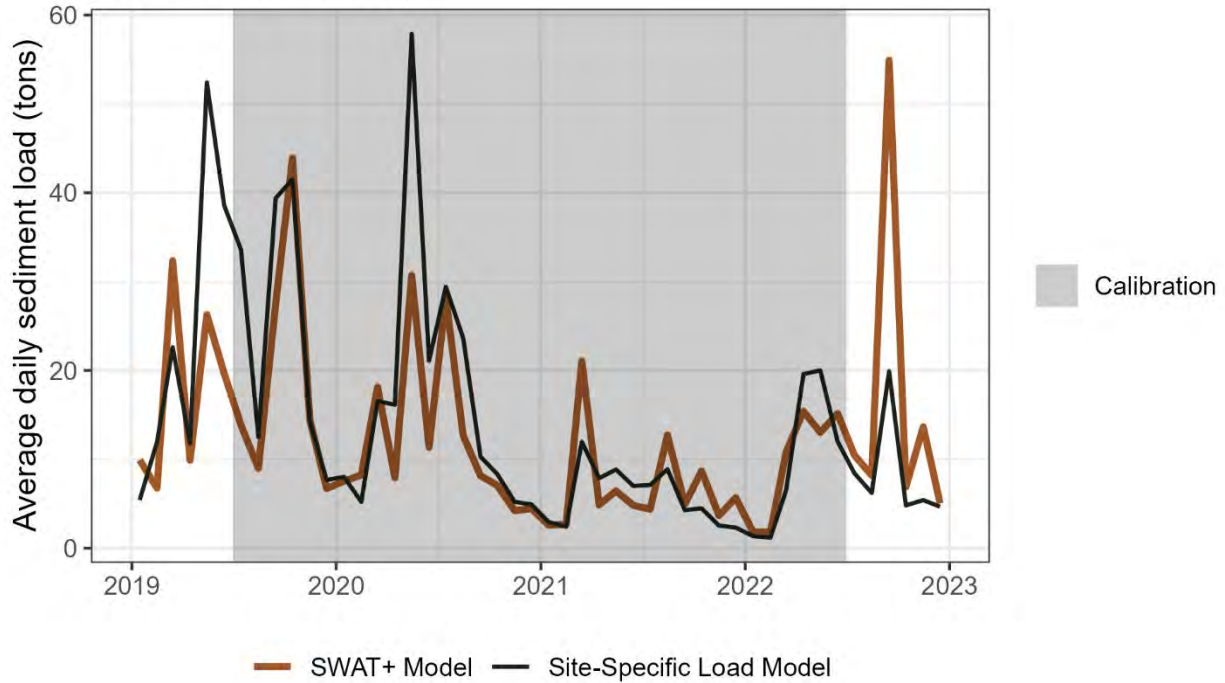 Average daily sediment load (tons)
60
40
20
0
2019
2020
2021
2022
2023
Calibration
SWAT+ Model
Site-Specific Load Model